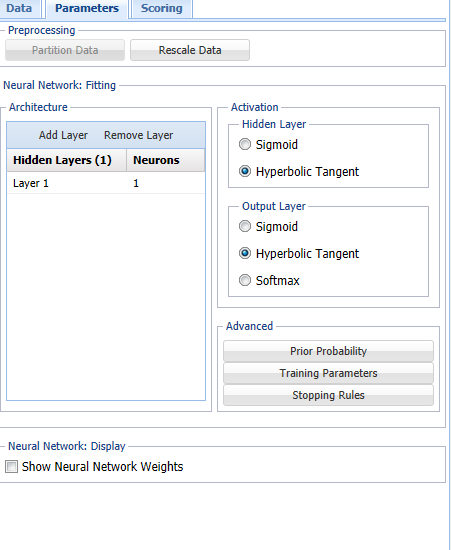 Data Parameters Scoring
Preprocessing
Partition Data Rescale Data
Neural Network: Fitting
Architecture
Add Layer Remove Layer
Hidden Layers (1) Neurons
Layer 1 1
Activation
Hidden Layer
Sigmoid
Hyperbolic Tangent
Output Layer
Sigmoid
Hyperbolic Tangent
Softmax
Advanced
Prior Probability
Training Parameters
Stopping Rules
Neural Network: Display
Show Neural Network Weights